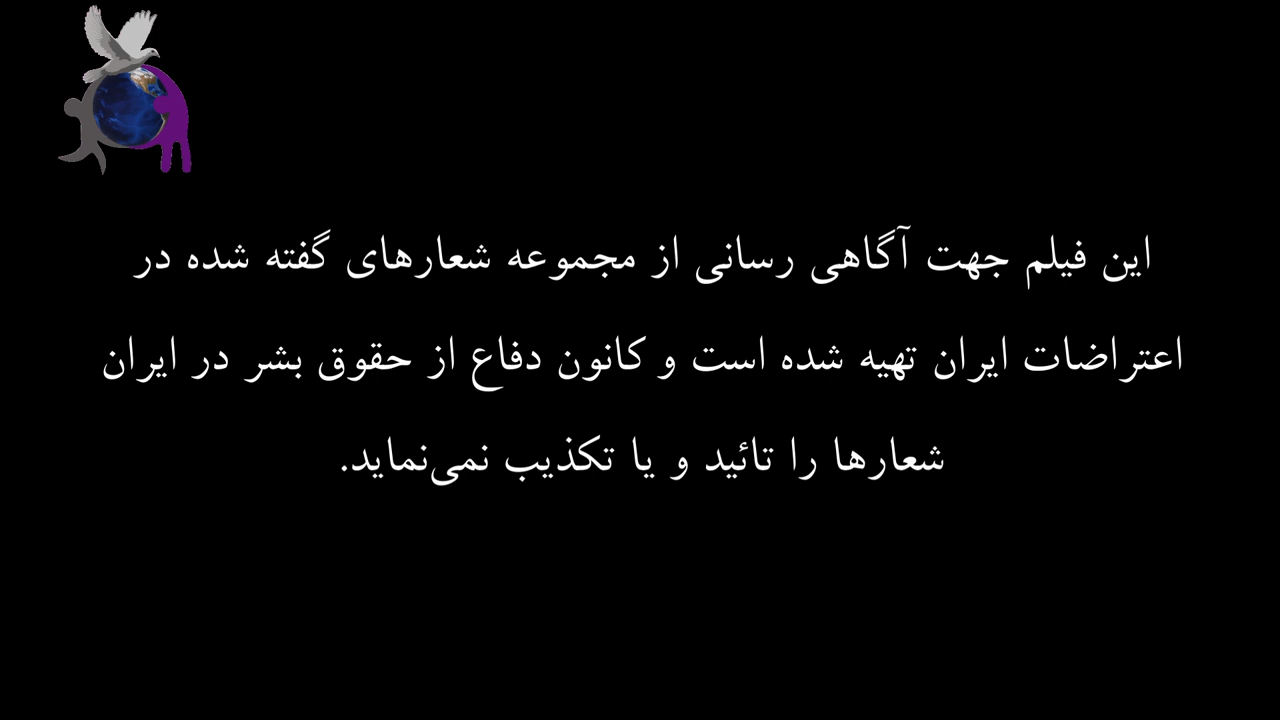 این فیلم جهت آگاهی رسانی از مجموعه شعارهای گفته شده در
اعتراضات ایران تهیه شده است و کانون دفاع از حقوق بشر در ایران
شعارها را تائید و یا تکذیب نمی‌نماید.